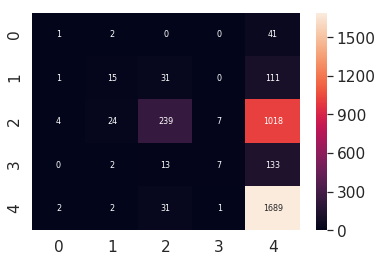 0 1 2 0 0 41
1 1 15 31 0 111
2 4 24 239 7 1018
3 0 2 13 7 133
4 2 2 31 1 1689
0 1 2 3 4
1500
1200
900
600
300
0